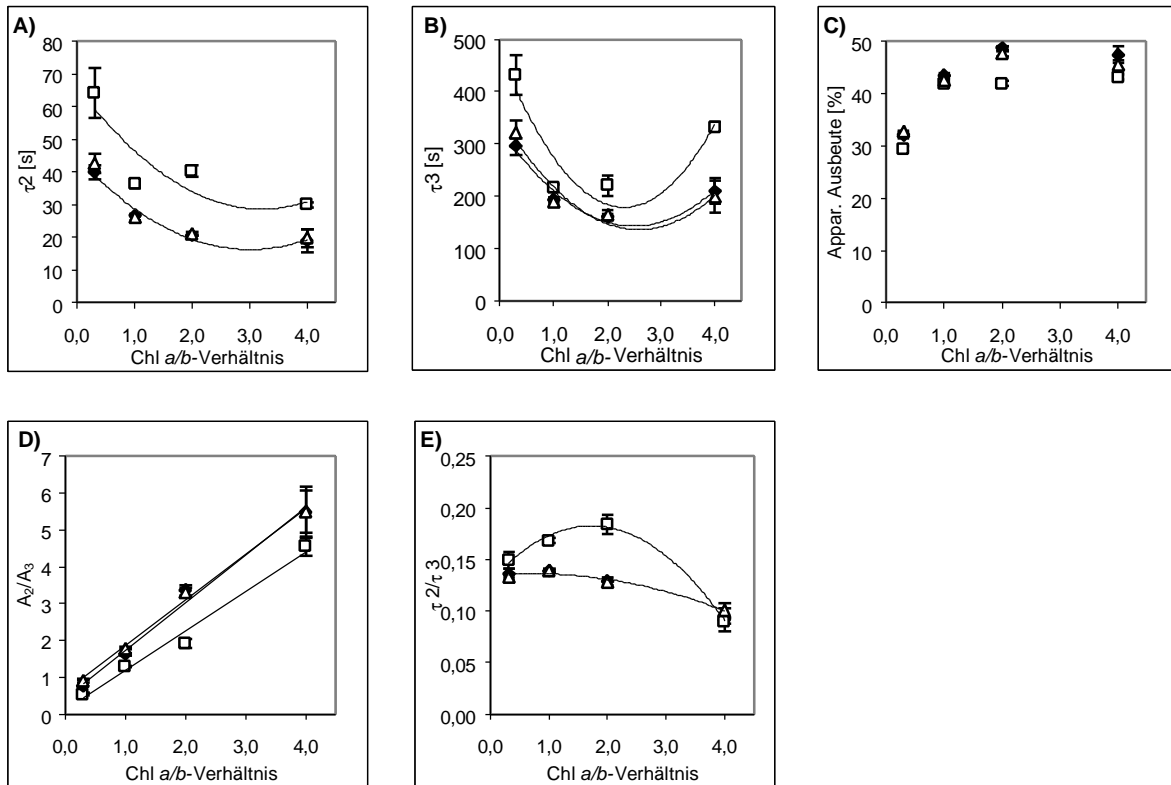 A)
τ2 [s]
80
70
60
50
40
30
20
10
0
0,0 1,0 2,0 3,0 4,0
Chl a/b-Verhältnis
B)
τ3 [s]
500
400
300
200
100
0
0,0 1,0 2,0 3,0 4,0
Chl a/b-Verhältnis
C)
Appar. Ausbeute [%]
60
50
40
30
20
10
0
0,0 1,0 2,0 3,0 4,0
Chl a/b-Verhältnis
D)
A2/A3
7
6
5
4
3
2
1
0
0,0 1,0 2,0 3,0 4,0
Chl a/b-Verhältnis
E)
τ2/τ3
0,25
0,20
0,15
0,10
0,05
0,00
0,0 1,0 2,0 3,0 4,0
Chl a/b-Verhältnis